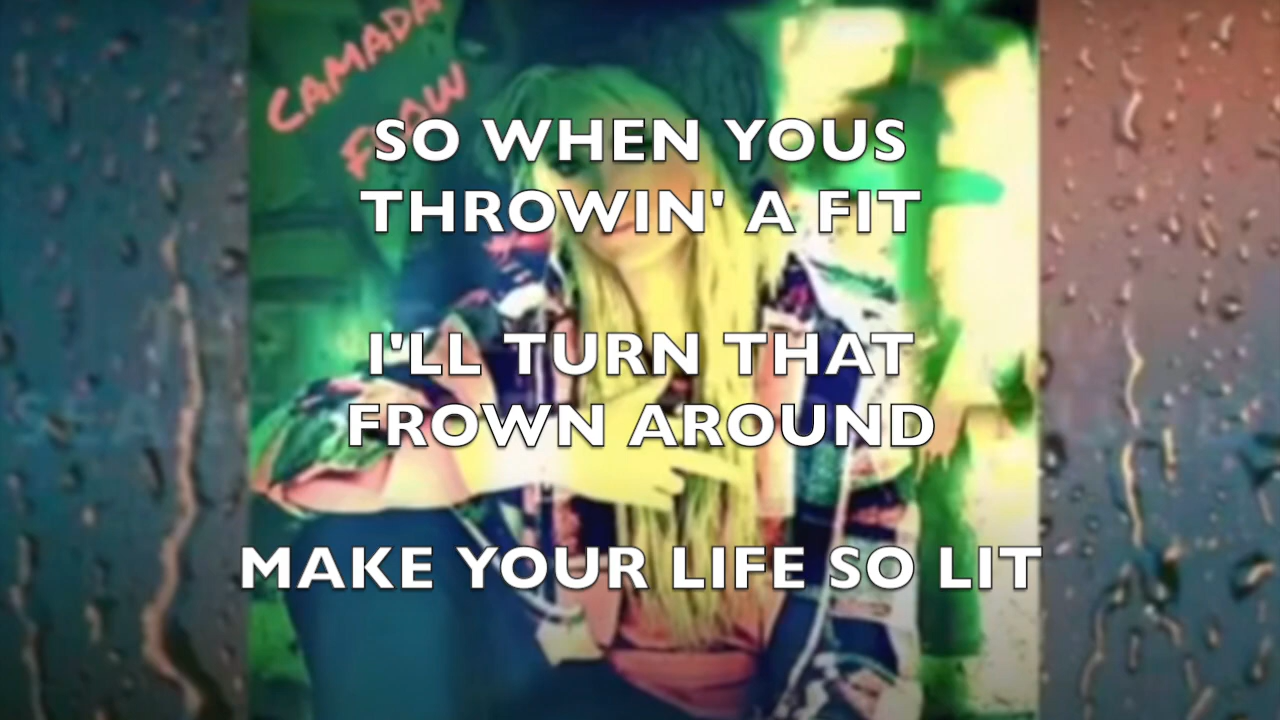 CAMADA
SO WHEN YOUS
THROWIN' A FIT
I'LL TURN THAT
FROWN AROUND
MAKE YOUR LIFE SO LIT